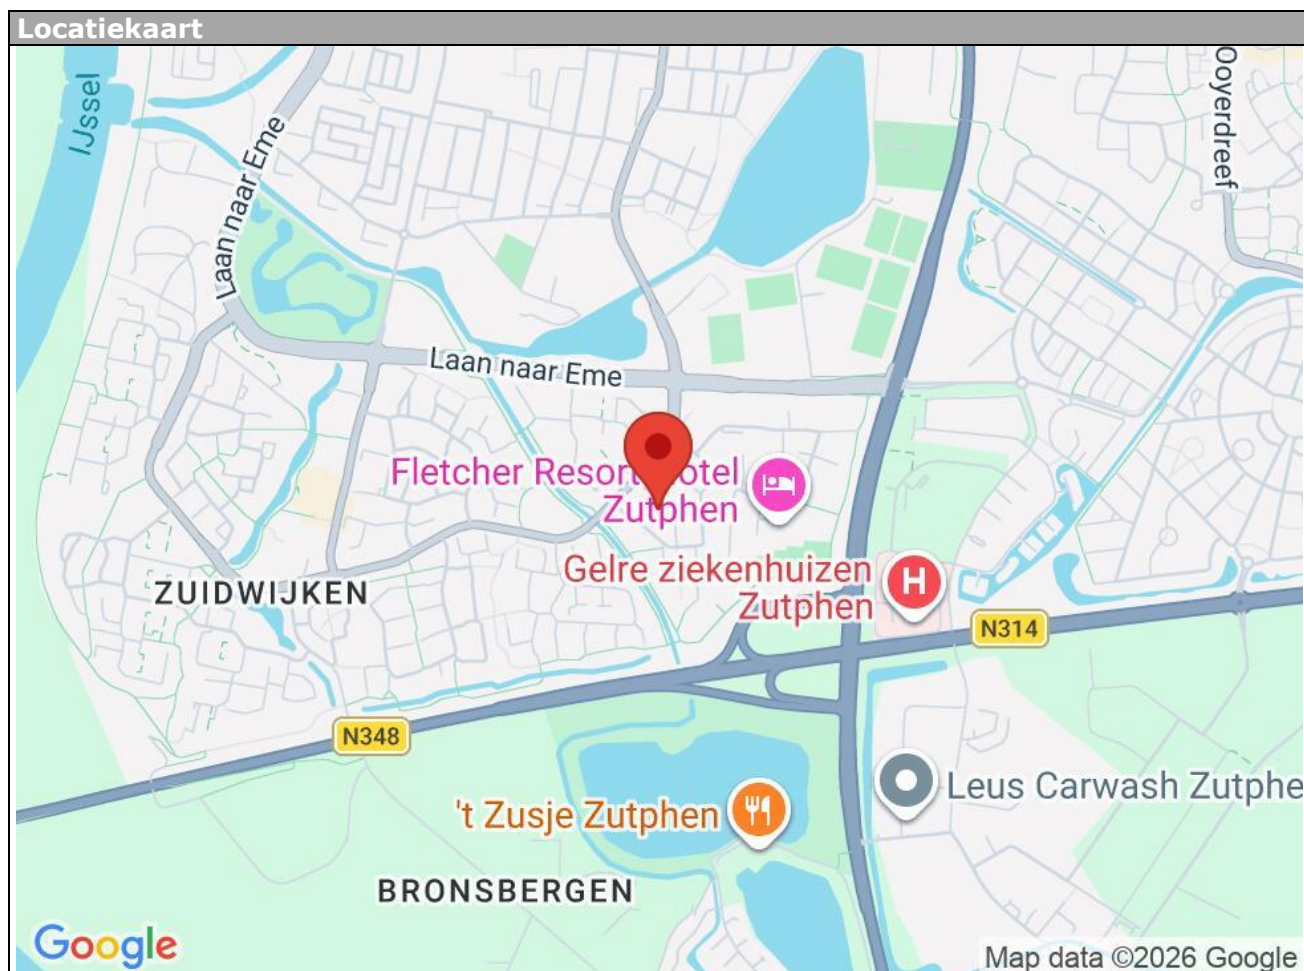 Locatiekaart
IJssel
Laan naar Eme
Ooyerdreef
Laan naar Eme
Fletcher Resort Hotel
Zutphen
Gelre ziekenhuizen
Zutphen
H
ZUIDWIJKEN
N314
N348
Leus Carwash Zutphe
't Zusje Zutphen
BRONSBERGEN
Google
Map data ©2026 Google